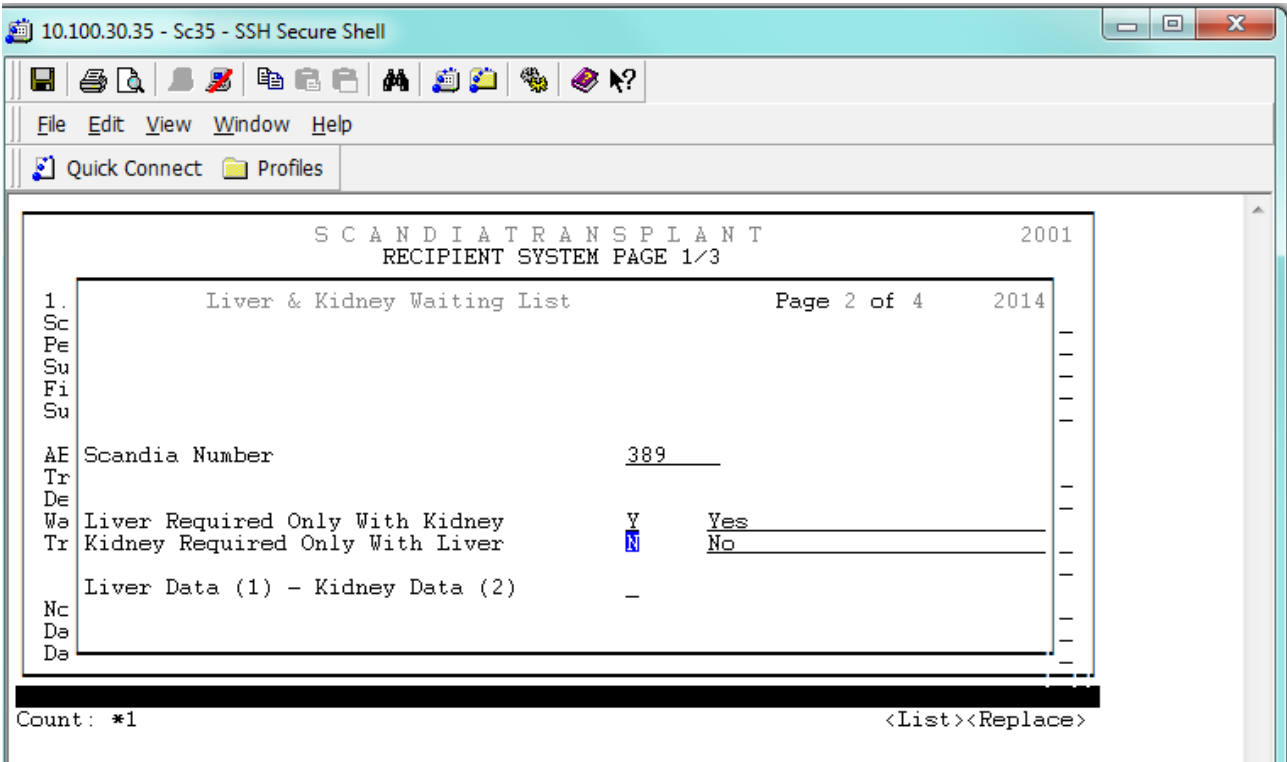 10.100.30.35 - Sc35 - SSH Secure Shell
File Edit View Window Help
Quick Connect Profiles
S C A N D I A T R A N S P L A N T 2001
RECIPIENT SYSTEM PAGE 1/3
1. Liver & Kidney Waiting List Page 2 of 4 2014
Sc
Pe
Su
Fi
Su
AE Scandia Number 389
Tr
De
Wa Liver Required Only With Kidney Y Yes
Tr Kidney Required Only With Liver N No
Liver Data (1) - Kidney Data (2) _
Nc
Da
Da
Count: *1 <List><Replace>